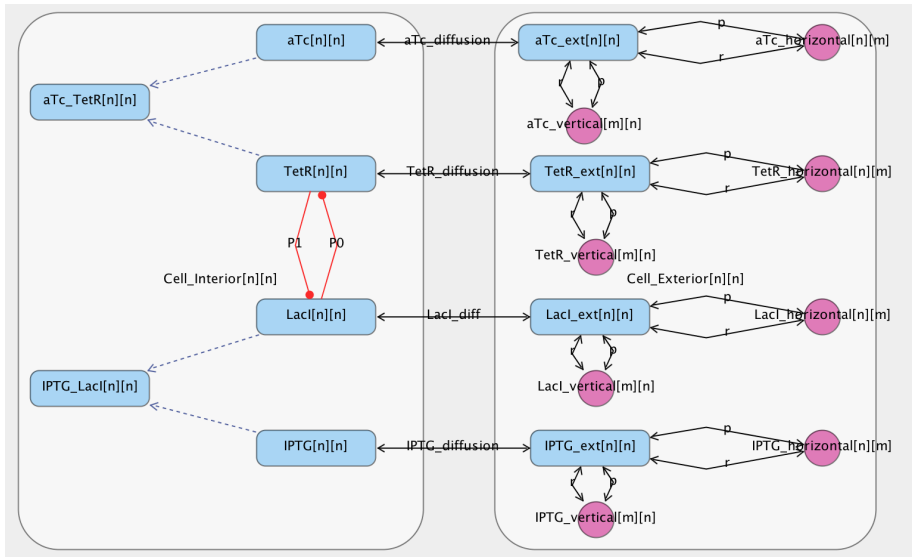 aTc[n][n]
aTc_diffusion
aTc_ext[n][n]
p
aTc_horizontal[n][m]
r
r
p
aTc_TetR[n][n]
aTc_vertical[m][n]
TetR[n][n]
TetR_diffusion
TetR_ext[n][n]
p
TetR_horizontal[n][m]
r
r
p
P1
P0
TetR_vertical[m][n]
Cell_Interior[n][n]
Cell_Exterior[n][n]
LacI[n][n]
LacI_diff
LacI_ext[n][n]
p
LacI_horizontal[n][m]
r
r
p
IPTG_LacI[n][n]
LacI_vertical[m][n]
IPTG[n][n]
IPTG_diffusion
IPTG_ext[n][n]
p
IPTG_horizontal[n][m]
r
r
p
IPTG_vertical[m][n]